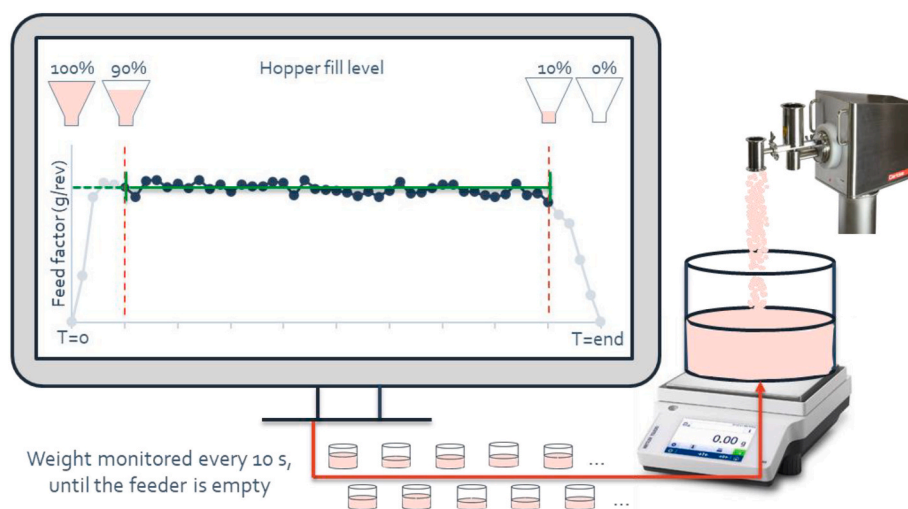 Hopper fill level
100%
90%
10%
0%
Feed factor (g/rev)
T=0
T=end
0.00 g
Weight monitored every 10 s,
until the feeder is empty
...
...